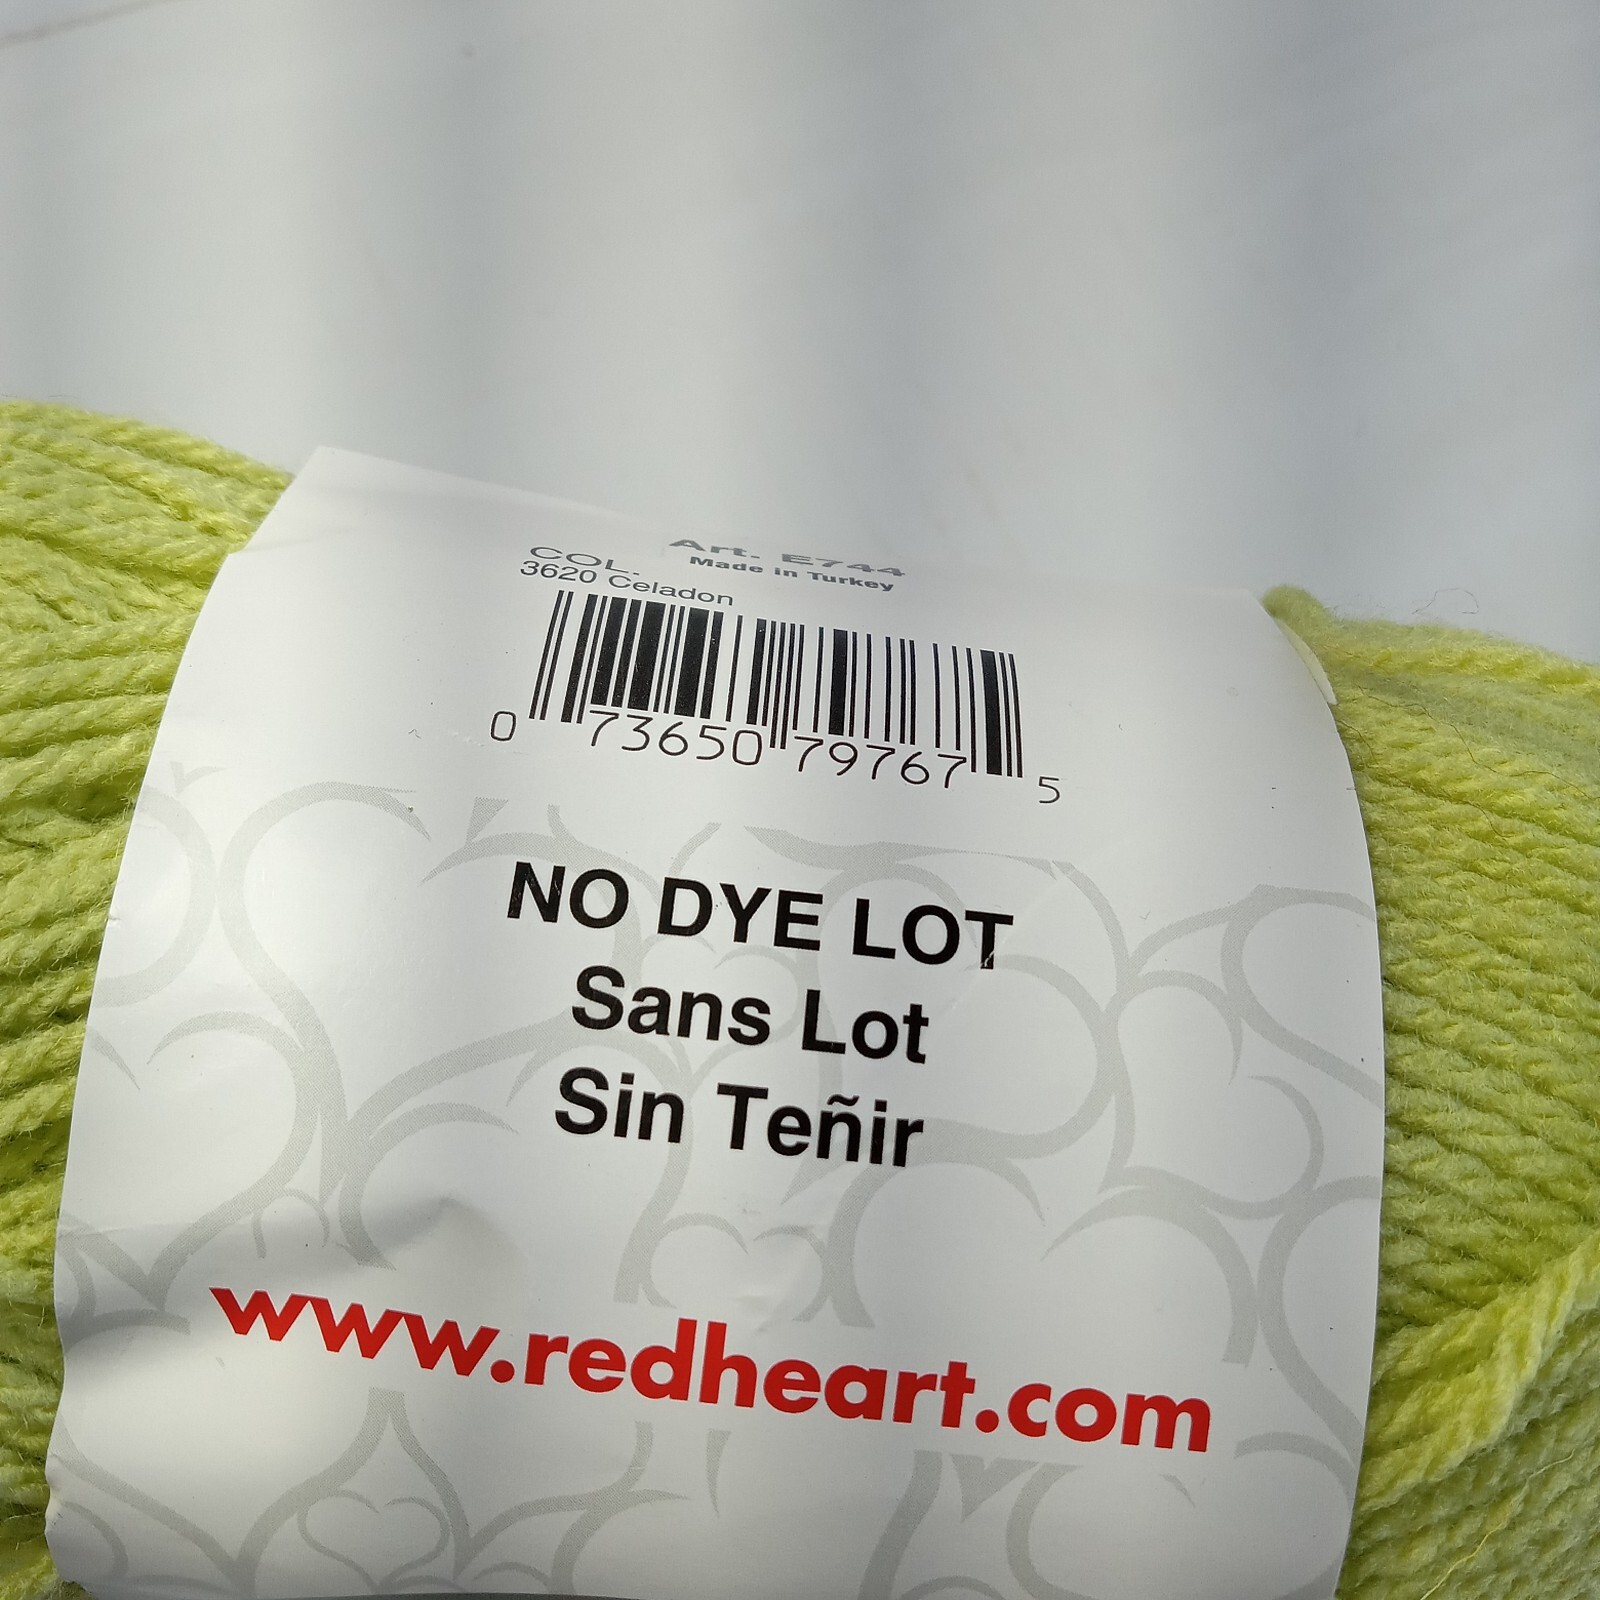 Art. E744
Made in Turkey
COL.
3620 Celadon
0 73650 79767 5
NO DYE LOT
Sans Lot
Sin Teñir
www.redheart.com